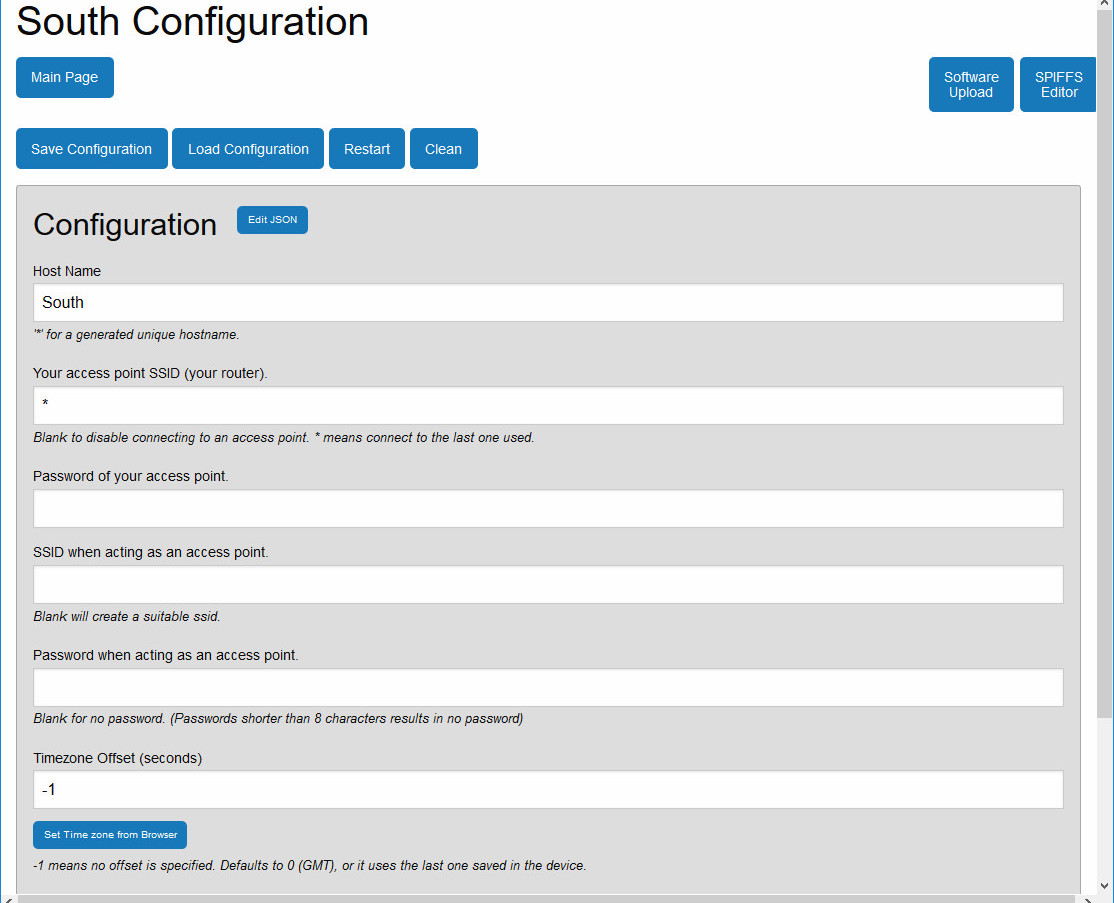 South Configuration
Main Page
Software
Upload
SPIFFS
Editor
Save Configuration
Load Configuration
Restart
Clean
Configuration
Edit JSON
Host Name
South
'*' for a generated unique hostname.
Your access point SSID (your router).
*
Blank to disable connecting to an access point. * means connect to the last one used.
Password of your access point.
SSID when acting as an access point.
Blank will create a suitable ssid.
Password when acting as an access point.
Blank for no password. (Passwords shorter than 8 characters results in no password)
Timezone Offset (seconds)
-1
Set Time zone from Browser
-1 means no offset is specified. Defaults to 0 (GMT), or it uses the last one saved in the device.